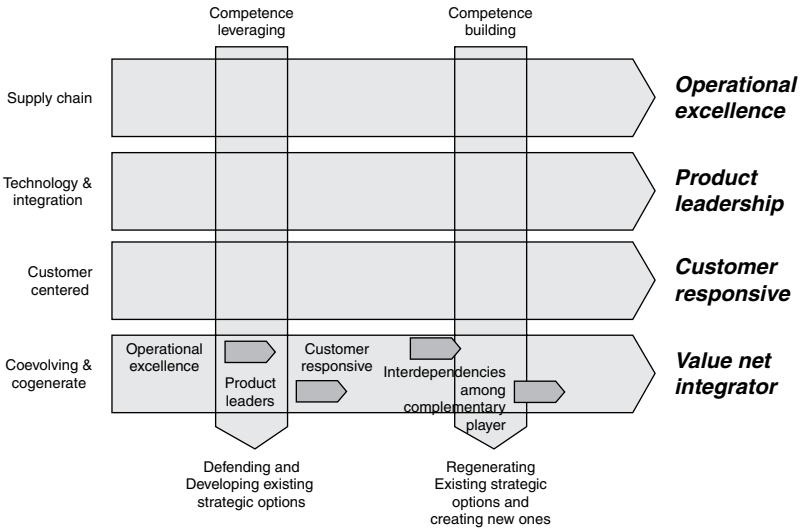 Competence
leveraging
Competence
building
Supply chain
Operational
excellence
Technology &
integration
Product
leadership
Customer
centered
Customer
responsive
Coevolving &
cogenerate
Operational
excellence
Product
leaders
Customer
responsive
Interdependencies
among
complementary
player
Value net
integrator
Defending and
Developing existing
strategic options
Regenerating
Existing strategic
options and
creating new ones